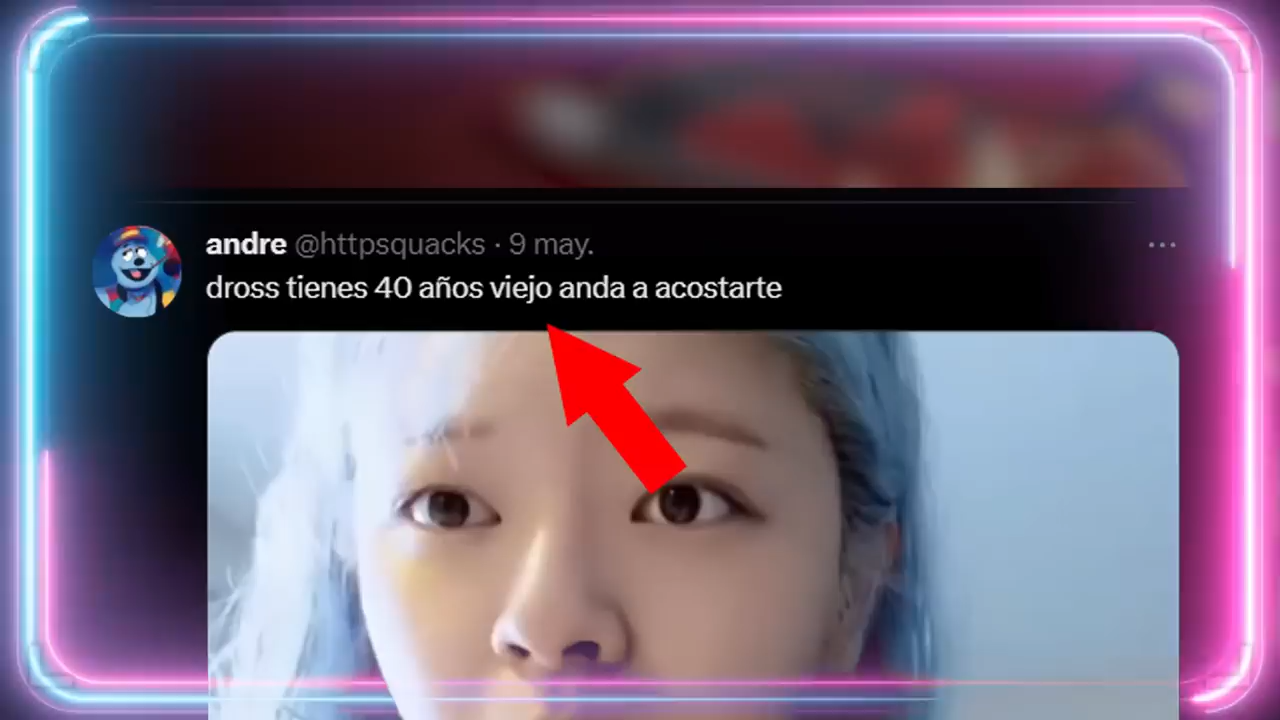 andre @httpsquacks · 9 may.
dross tienes 40 años viejo anda a acostarte